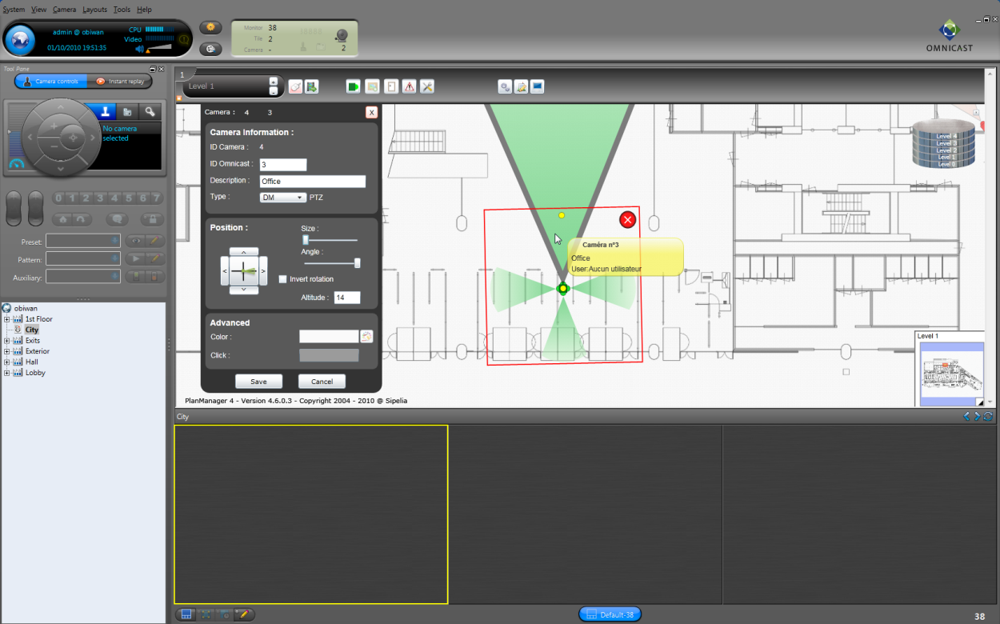 System View Camera Layouts Tools Help
admin @ obiwan
01/10/2010 19:51:35
CPU
Video
Monitor 38
Tile 2
Camera -
2
OMNICAST
Tool Pane
Camera controls
Instant replay
No camera selected
0 1 2 3 4 5 6 7
Preset:
Pattern:
Auxiliary:
obiwan
1st Floor
City
Exits
Exterior
Hall
Lobby
1
Level 1
Camera : 4 3
X
Camera Information :
ID Camera : 4
ID Omnicast : 3
Description : Office
Type : DM PTZ
Position :
Size :
Angle :
Invert rotation
Altitude : 14
Advanced
Color :
Click :
Save
Cancel
PlanManager 4 - Version 4.6.0.3 - Copyright 2004 - 2010 @ Sipelia
Caméra n°3
Office
User:Aucun utilisateur
Level 4
Level 3
Level 2
Level 1
Level 0
Level 1
City
Default-38
38